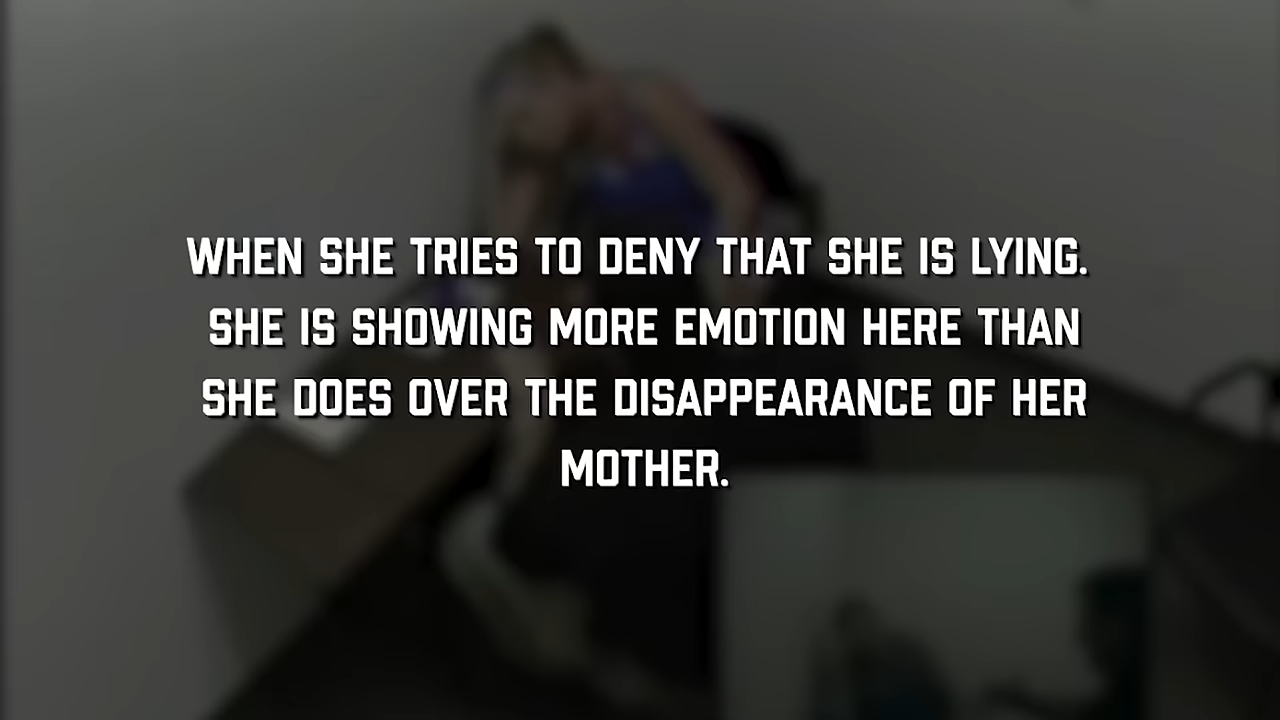 WHEN SHE TRIES TO DENY THAT SHE IS LYING.
SHE IS SHOWING MORE EMOTION HERE THAN
SHE DOES OVER THE DISAPPEARANCE OF HER
MOTHER.